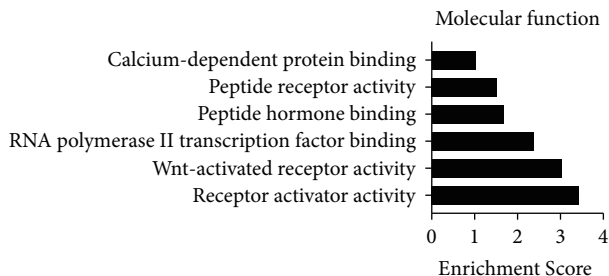 Molecular function
Calcium-dependent protein binding
Peptide receptor activity
Peptide hormone binding
RNA polymerase II transcription factor binding
Wnt-activated receptor activity
Receptor activator activity
0 1 2 3 4
Enrichment Score